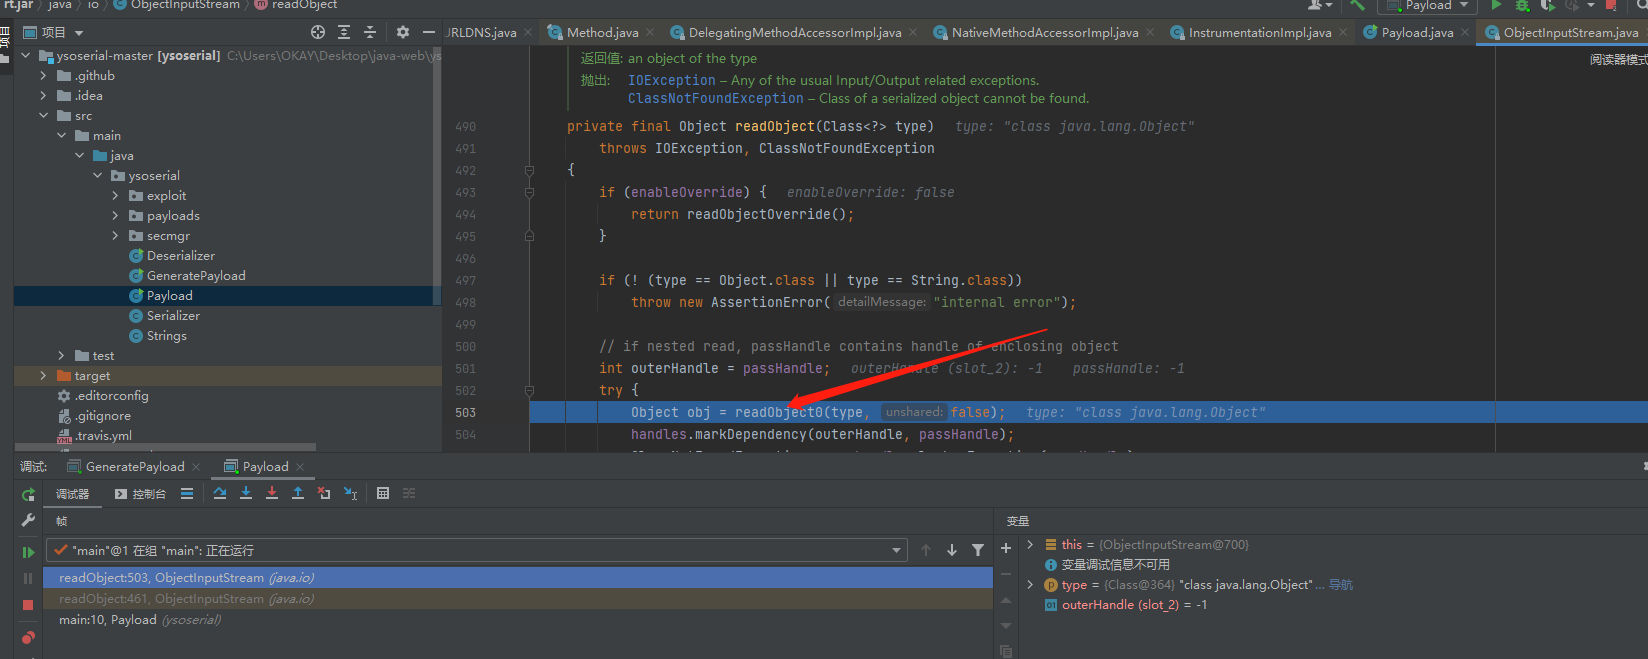 rt.jar › java › io › ObjectInputStream › readObject
Payload
项目
项目
URLDNS.java
Method.java
DelegatingMethodAccessorImpl.java
NativeMethodAccessorImpl.java
InstrumentationImpl.java
Payload.java
ObjectInputStream.java
阅读器模式
ysoserial-master [ysoserial] C:\Users\OKAY\Desktop\java-web\ys
.github
.idea
src
main
java
ysoserial
exploit
payloads
secmgr
Deserializer
GeneratePayload
Payload
Serializer
Strings
test
target
.editorconfig
.gitignore
.travis.yml
返回值: an object of the type
抛出: IOException – Any of the usual Input/Output related exceptions.
ClassNotFoundException – Class of a serialized object cannot be found.
490 private final Object readObject(Class<?> type) type: "class java.lang.Object"
491 throws IOException, ClassNotFoundException
492 {
493 if (enableOverride) { enableOverride: false
494 return readObjectOverride();
495 }
496
497 if (! (type == Object.class || type == String.class))
498 throw new AssertionError( detailMessage: "internal error");
499
500 // if nested read, passHandle contains handle of enclosing object
501 int outerHandle = passHandle; outerHandle (slot_2): -1 passHandle: -1
502 try {
503 Object obj = readObject0(type, unshared: false); type: "class java.lang.Object"
504 handles.markDependency(outerHandle, passHandle);
调试:
GeneratePayload
Payload
调试器
控制台
帧
"main"@1 在组 "main": 正在运行
readObject:503, ObjectInputStream (java.io)
readObject:461, ObjectInputStream (java.io)
main:10, Payload (ysoserial)
变量
this = {ObjectInputStream@700}
变量调试信息不可用
type = {Class@364} "class java.lang.Object"... 导航
outerHandle (slot_2) = -1